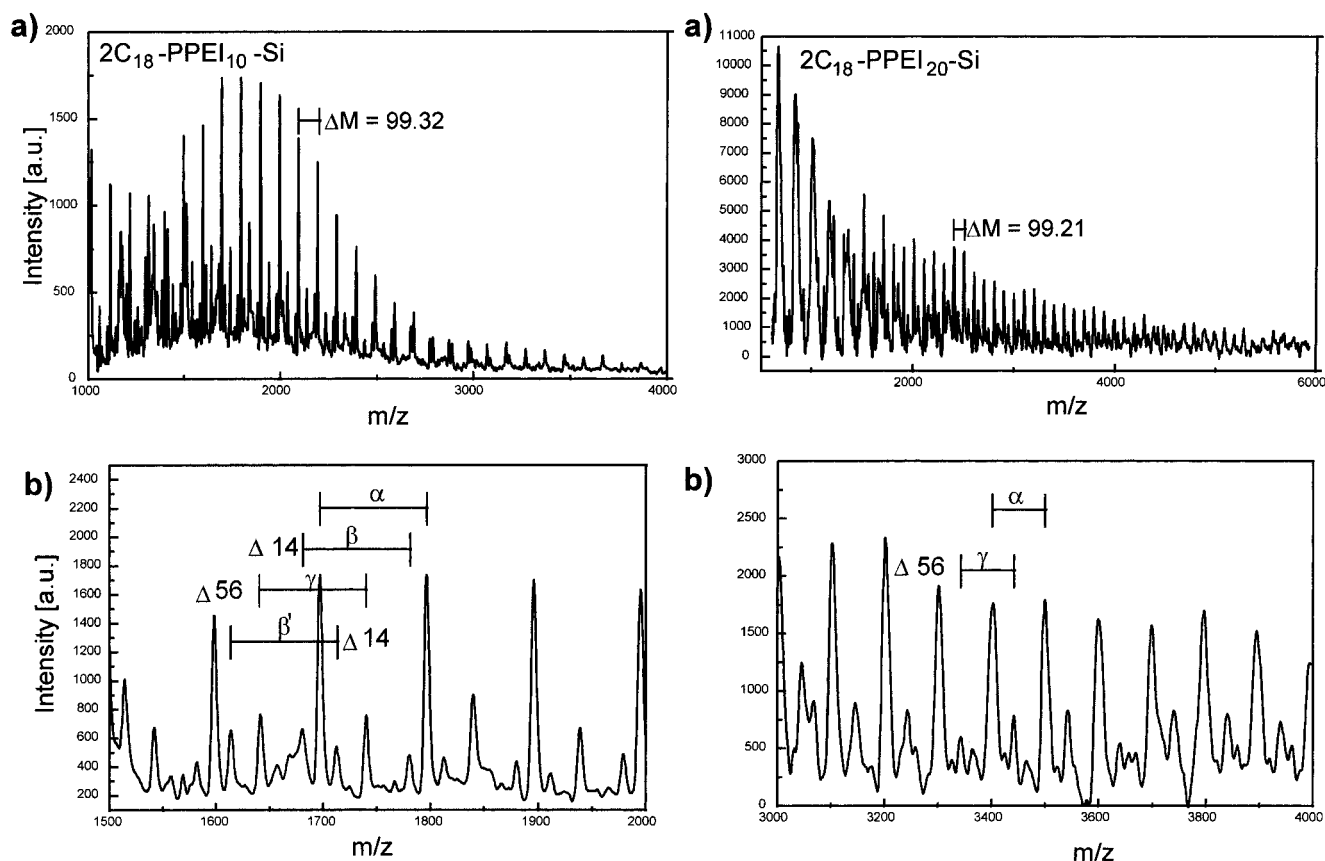 a)
2C18-PPEI10-Si
ΔM = 99.32
Intensity [a.u.]
2000
1500
1000
500
0
1000 2000 3000 4000
m/z
a)
2C18-PPEI20-Si
ΔM = 99.21
11000
10000
9000
8000
7000
6000
5000
4000
3000
2000
1000
0
2000 4000 6000
m/z
b)
α
Δ 14 β
Δ 56 γ
β' Δ 14
Intensity [a.u.]
2400
2200
2000
1800
1600
1400
1200
1000
800
600
400
200
1500 1600 1700 1800 1900 2000
m/z
b)
α
Δ 56 γ
3000
2500
2000
1500
1000
500
0
3000 3200 3400 3600 3800 4000
m/z